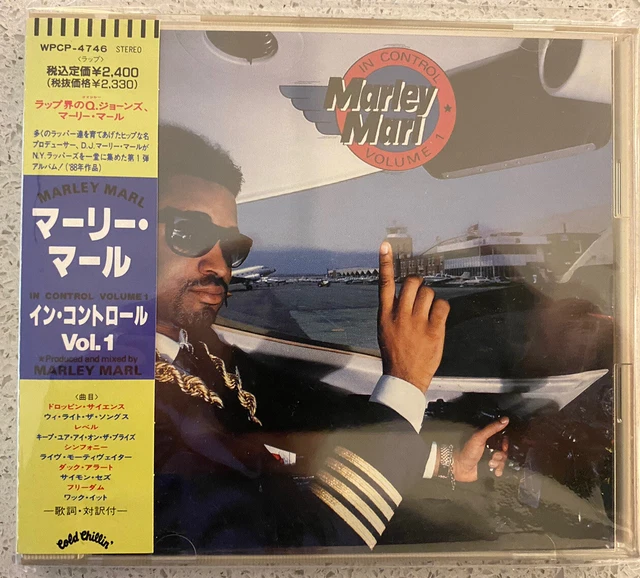 WPCP-4746 STEREO
〈ラップ〉
税込定価¥2,400
(税抜価格¥2,330)
ラップ界のQ.ジョーンズ、
マーリー・マール
多くのラッパー達を育てあげたヒップな名
プロデューサー、D.J.マーリー・マールが
N.Y.ラッパーズを一堂に集めた第1弾
アルバム!('88年作品)
MARLEY MARL
マーリー・
マール
IN CONTROL VOLUME 1
イン・コントロール
Vol.1
★Produced and mixed by
MARLEY MARL
〈曲目〉
ドロッピン・サイエンス
ウィ・ライト・ザ・ソングス
レベル
キープ・ユア・アイ・オン・ザ・プライズ
シンフォニー
ライヴ・モーティヴェイター
ダック・アラート
サイモン・セズ
フリーダム
ワック・イット
—歌詞・対訳付—
Cold Chillin'
IN CONTROL
Marley
Marl
VOLUME 1